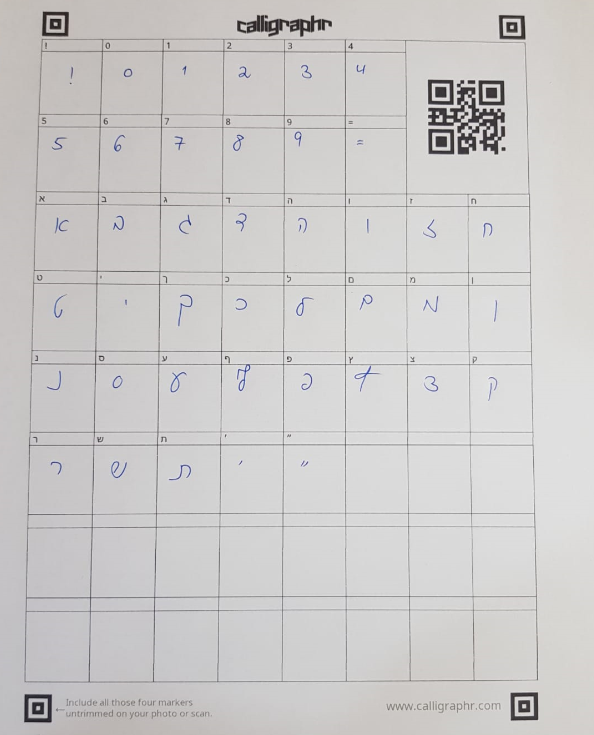 calligraphr
! 0 1 2 3 4
! 0 1 2 3 4
5 6 7 8 9 =
5 6 7 8 9 =
א ב ג ד ה ו ז ח
א ב ג ד ה ו ז ח
ט י ך כ ל ם מ ן
ט י ך כ ל ם מ ן
נ ס ע ף פ ץ צ ק
נ ס ע ף פ ץ צ ק
ר ש ת ׳ ״
ר ש ת ׳ ״
← Include all those four markers
untrimmed on your photo or scan.
www.calligraphr.com